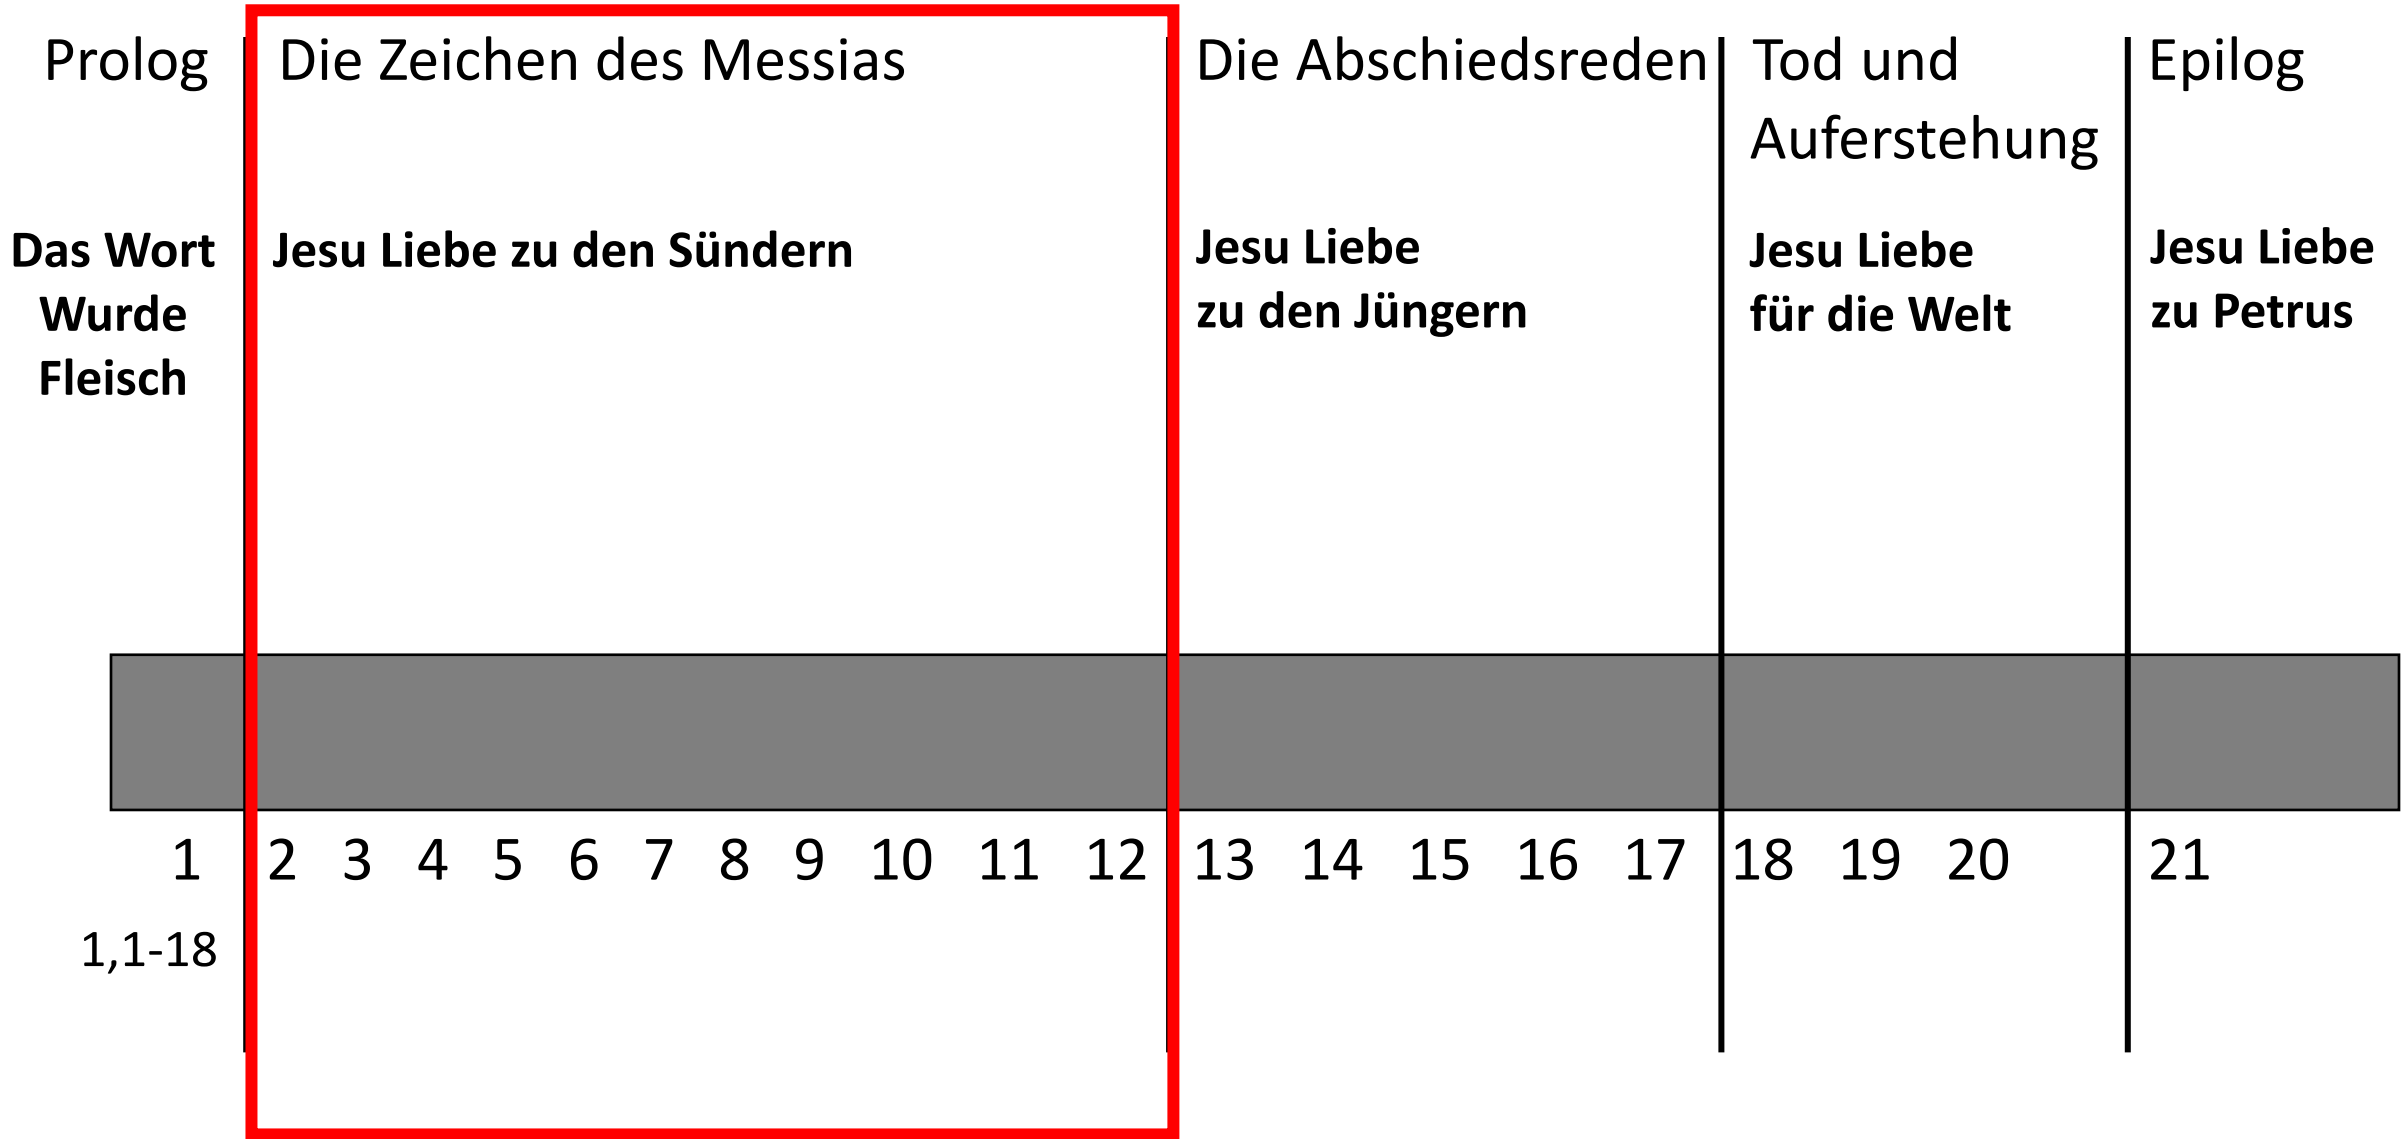 Prolog
Die Zeichen des Messias
Die Abschiedsreden
Tod und
Auferstehung
Epilog
Das Wort
Wurde
Fleisch
Jesu Liebe zu den Sündern
Jesu Liebe
zu den Jüngern
Jesu Liebe
für die Welt
Jesu Liebe
zu Petrus
1 2 3 4 5 6 7 8 9 10 11 12 13 14 15 16 17 18 19 20 21
1,1-18